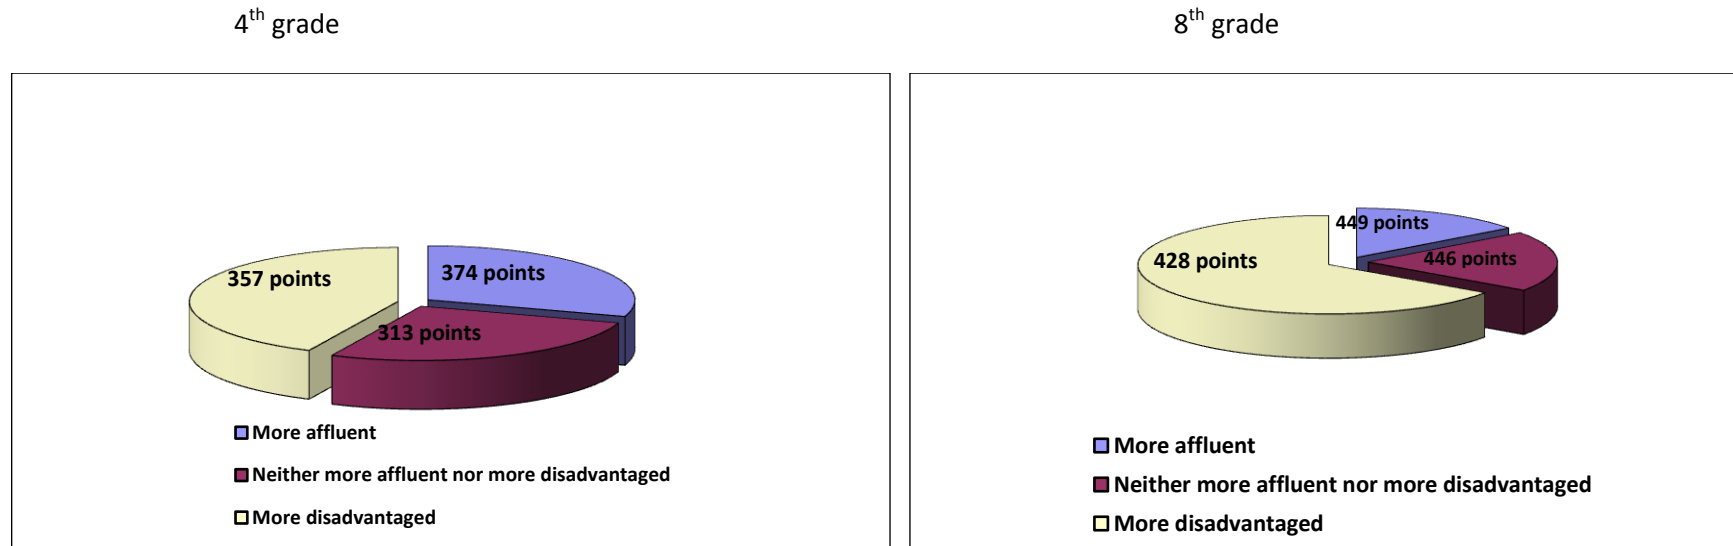 4th grade
8th grade
357 points
374 points
313 points
More affluent
Neither more affluent nor more disadvantaged
More disadvantaged
449 points
446 points
428 points
More affluent
Neither more affluent nor more disadvantaged
More disadvantaged